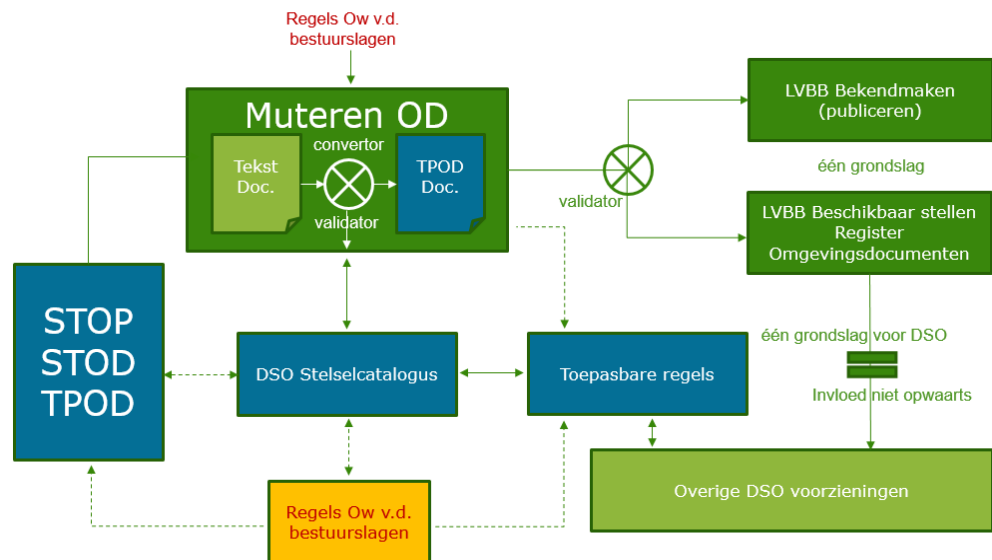 Regels Ow v.d.
bestuurslagen
Muteren OD
Tekst
Doc.
convertor
validator
TPOD
Doc.
validator
LVBB Bekendmaken
(publiceren)
één grondslag
LVBB Beschikbaar stellen
Register
Omgevingsdocumenten
STOP
STOD
TPOD
DSO Stelselcatalogus
Toepasbare regels
één grondslag voor DSO
Invloed niet opwaarts
Regels Ow v.d.
bestuurslagen
Overige DSO voorzieningen